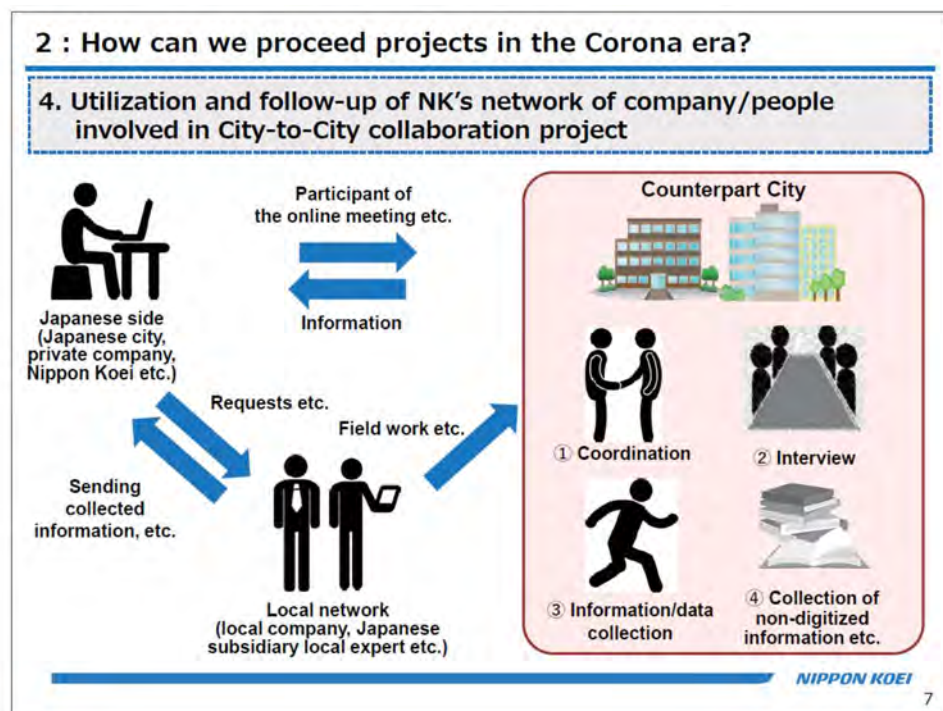 2 : How can we proceed projects in the Corona era?
4. Utilization and follow-up of NK's network of company/people
involved in City-to-City collaboration project
Participant of
the online meeting etc.
Information
Japanese side
(Japanese city,
private company,
Nippon Koei etc.)
Requests etc.
Sending
collected
information, etc.
Field work etc.
Local network
(local company, Japanese
subsidiary local expert etc.)
Counterpart City
① Coordination
② Interview
③ Information/data
collection
④ Collection of
non-digitized
information etc.
NIPPON KOEI
7